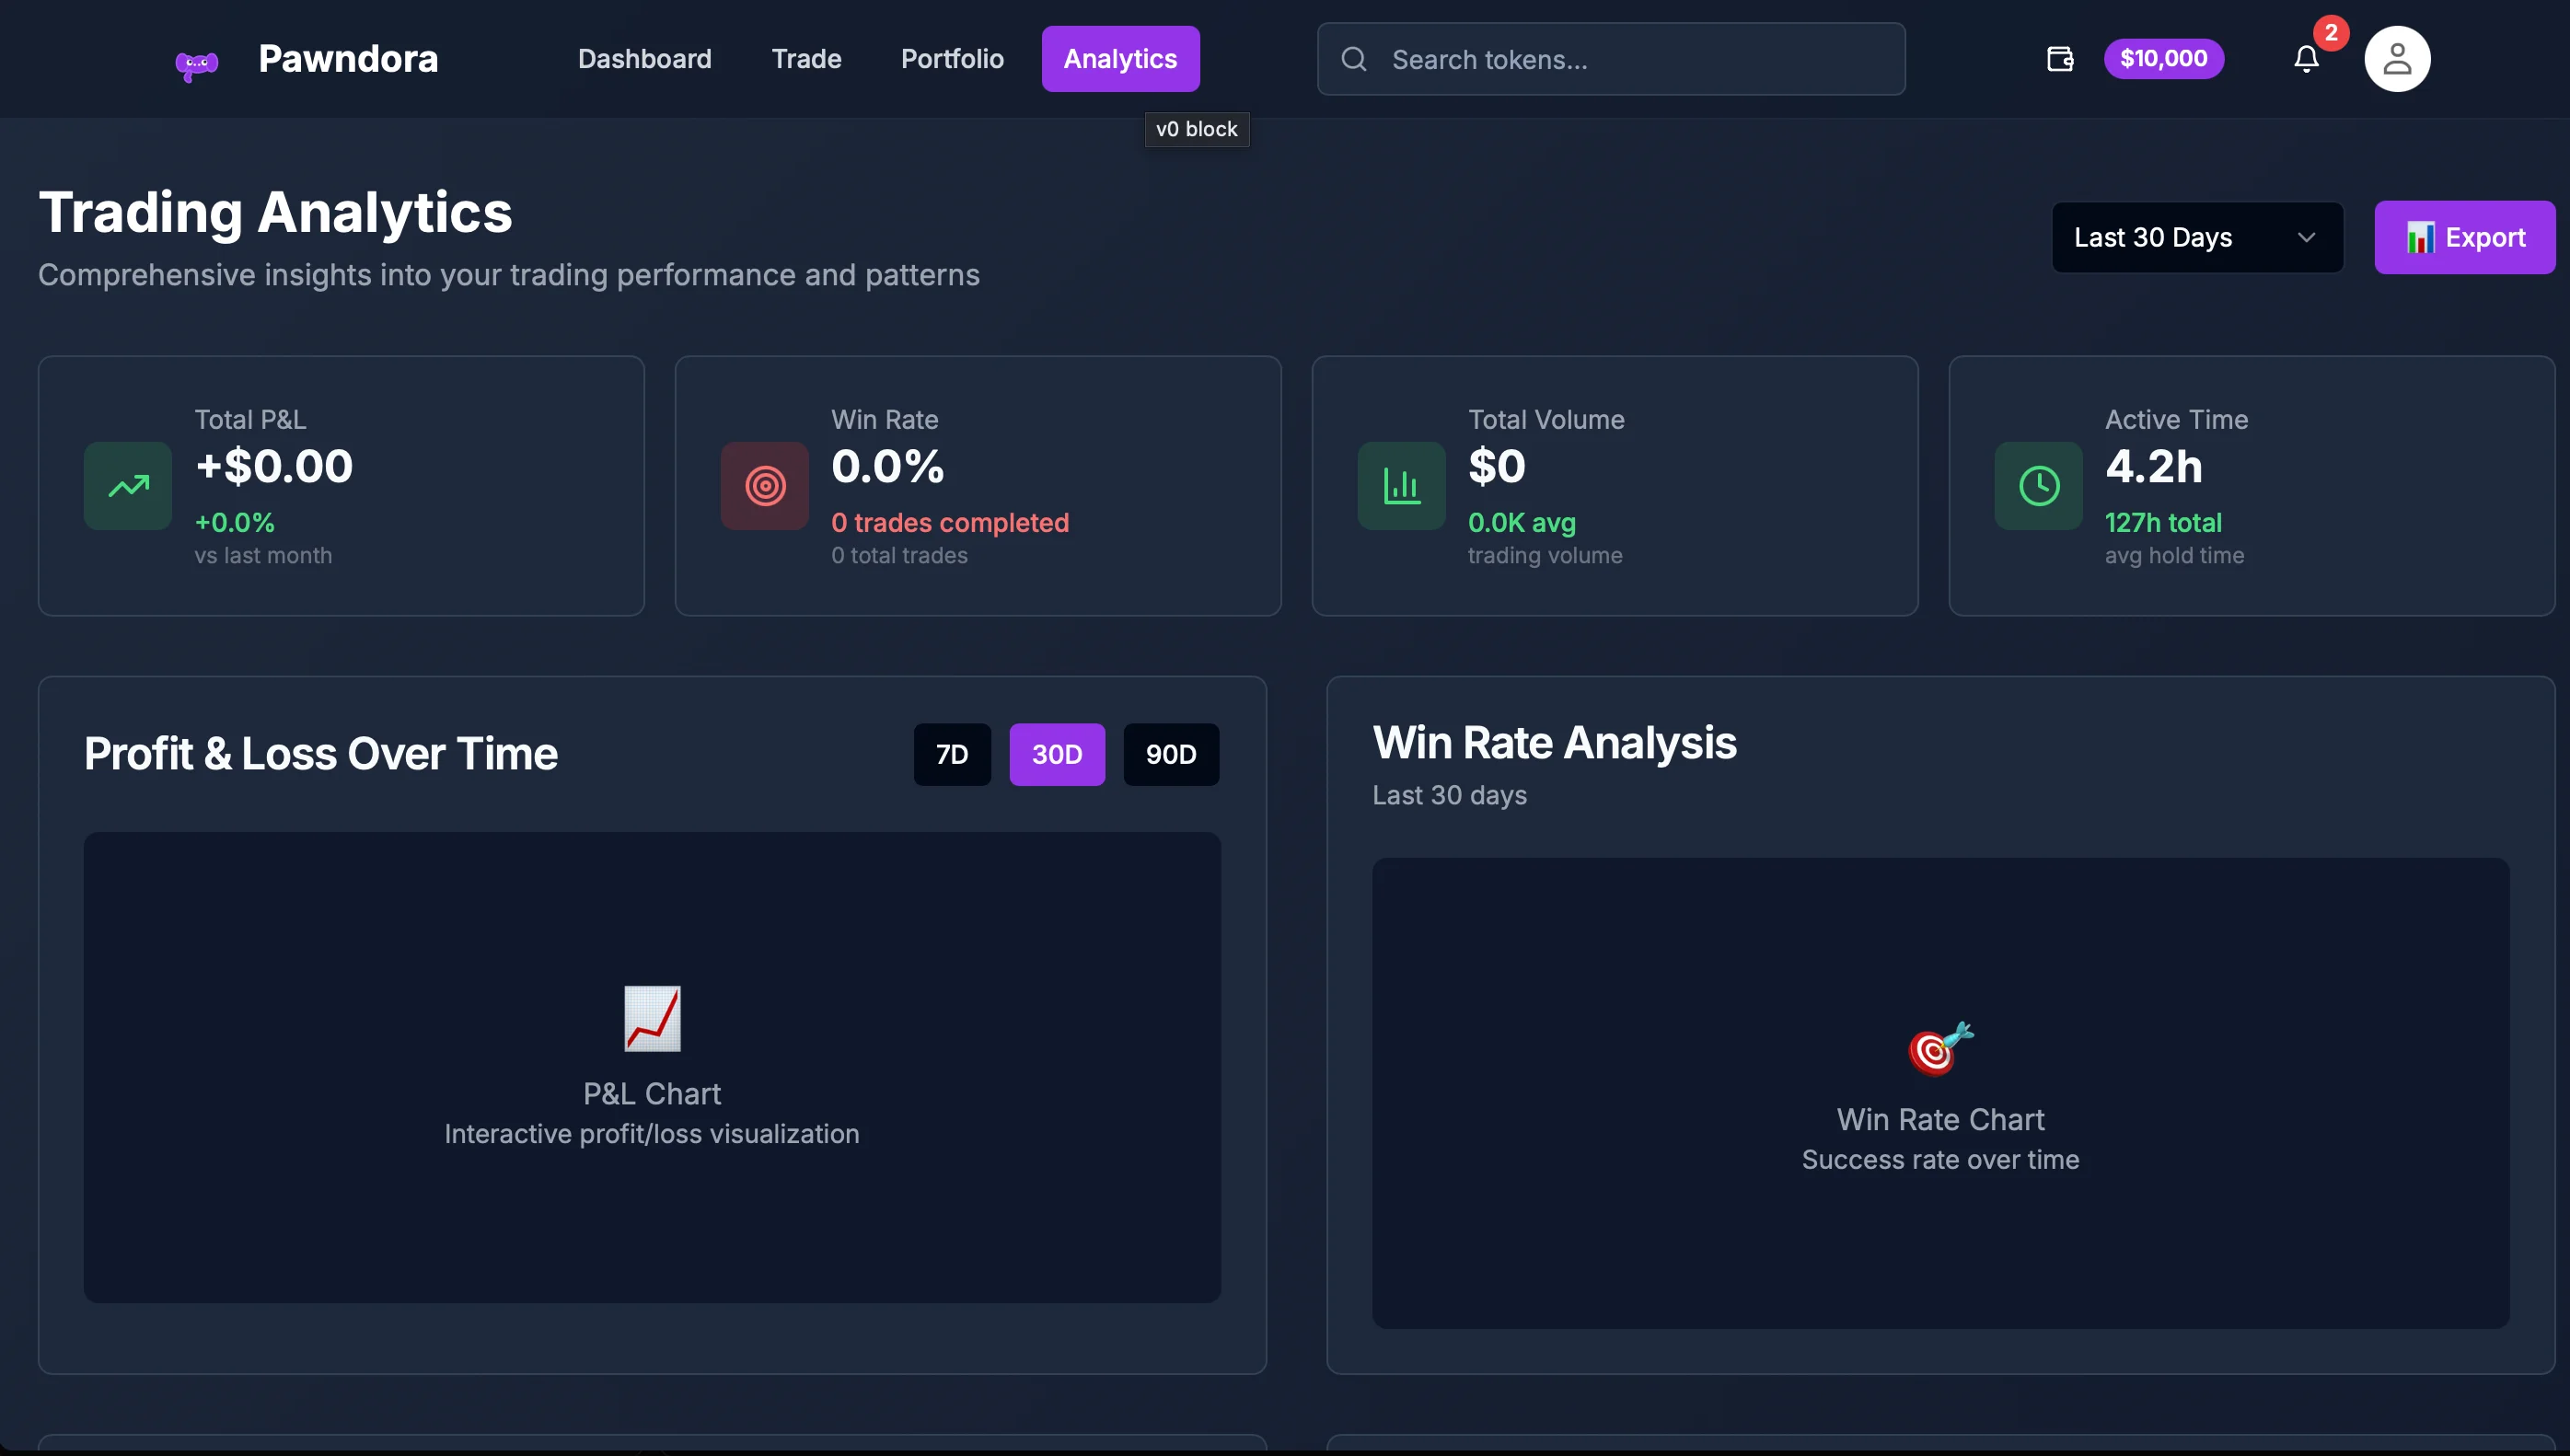 Pawndora
Dashboard
Trade
Portfolio
Analytics
Search tokens...
$10,000
2
v0 block
Trading Analytics
Comprehensive insights into your trading performance and patterns
Last 30 Days
Export
Total P&L
+$0.00
+0.0%
vs last month
Win Rate
0.0%
0 trades completed
0 total trades
Total Volume
$0
0.0K avg
trading volume
Active Time
4.2h
127h total
avg hold time
Profit & Loss Over Time
7D
30D
90D
P&L Chart
Interactive profit/loss visualization
Win Rate Analysis
Last 30 days
Win Rate Chart
Success rate over time